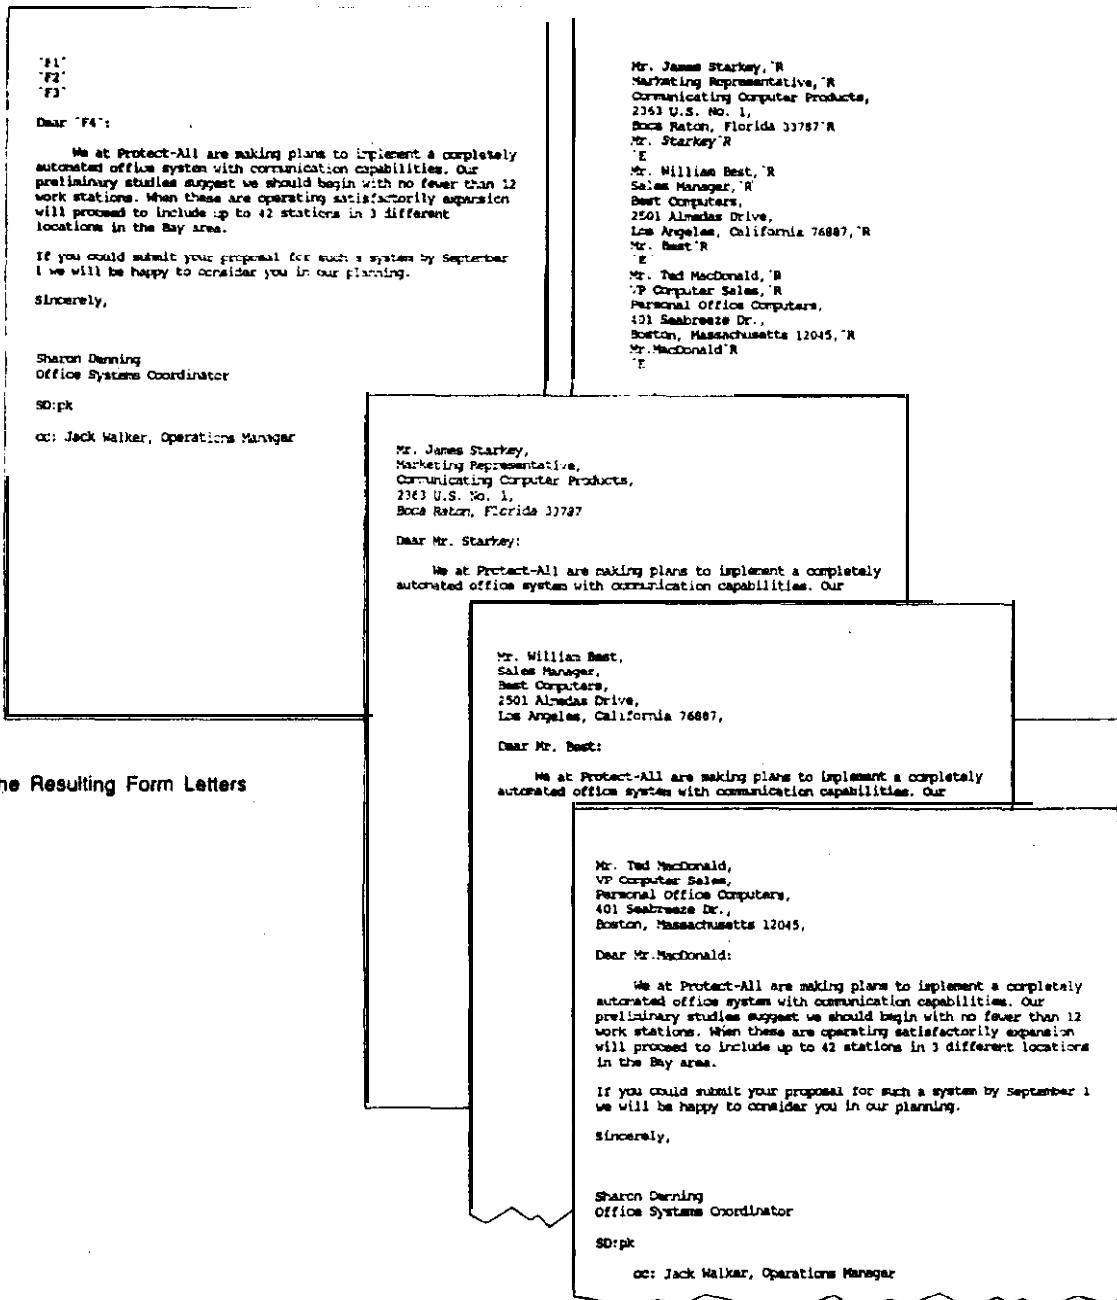 ^F1^
^F2^
^F3^
Dear ^F4^:
We at Protect-All are making plans to implement a completely
automated office system with communication capabilities. Our
preliminary studies suggest we should begin with no fewer than 12
work stations. When these are operating satisfactorily expansion
will proceed to include up to 42 stations in 3 different
locations in the Bay area.
If you could submit your proposal for such a system by September
1 we will be happy to consider you in our planning.
Sincerely,
Sharon Denning
Office Systems Coordinator
SD:pk
cc: Jack Walker, Operations Manager
Mr. James Starkey,^R
Marketing Representative,^R
Communicating Computer Products,
2363 U.S. No. 1,
Boca Raton, Florida 33787^R
Mr. Starkey^R
^E
Mr. William Best,^R
Sales Manager,^R
Best Computers,
2501 Almadas Drive,
Los Angeles, California 76887,^R
Mr. Best^R
^E
Mr. Ted MacDonald,^R
VP Computer Sales,^R
Personal Office Computers,
401 Seabreeze Dr.,
Boston, Massachusetts 12045,^R
Mr.MacDonald^R
^E
Mr. James Starkey,
Marketing Representative,
Communicating Computer Products,
2363 U.S. No. 1,
Boca Raton, Florida 33787
Dear Mr. Starkey:
We at Protect-All are making plans to implement a completely
automated office system with communication capabilities. Our
Mr. William Best,
Sales Manager,
Best Computers,
2501 Almadas Drive,
Los Angeles, California 76887,
Dear Mr. Best:
We at Protect-All are making plans to implement a completely
automated office system with communication capabilities. Our
he Resulting Form Letters
Mr. Ted MacDonald,
VP Computer Sales,
Personal Office Computers,
401 Seabreeze Dr.,
Boston, Massachusetts 12045,
Dear Mr.MacDonald:
We at Protect-All are making plans to implement a completely
automated office system with communication capabilities. Our
preliminary studies suggest we should begin with no fewer than 12
work stations. When these are operating satisfactorily expansion
will proceed to include up to 42 stations in 3 different locations
in the Bay area.
If you could submit your proposal for such a system by September 1
we will be happy to consider you in our planning.
Sincerely,
Sharon Denning
Office Systems Coordinator
SD:pk
cc: Jack Walker, Operations Manager